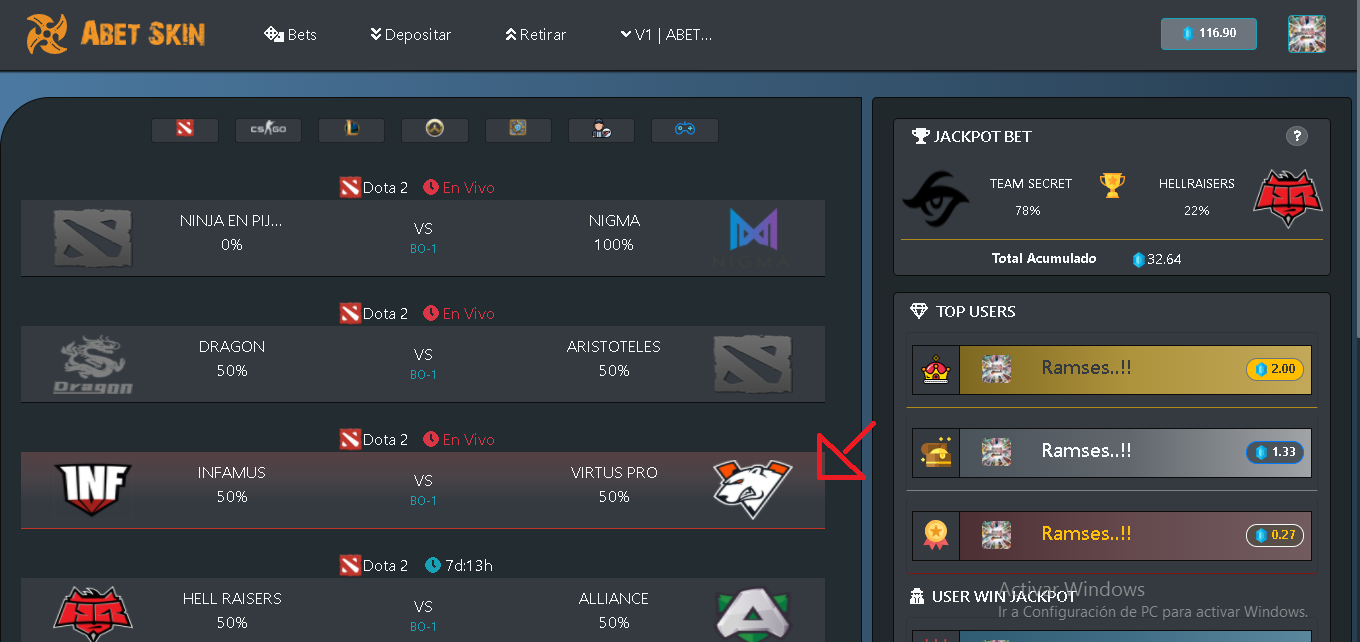 ABET SKIN
Bets
Depositar
Retirar
V1 | ABET...
116.90
CS GO
L
Dota 2
En Vivo
NINJA EN PIJ...
0%
VS
BO-1
NIGMA
100%
NIGMA
Dota 2
En Vivo
Dragon
DRAGON
50%
VS
BO-1
ARISTOTELES
50%
Dota 2
En Vivo
INF
INFAMUS
50%
VS
BO-1
VIRTUS PRO
50%
Dota 2
7d:13h
HELL RAISERS
50%
VS
BO-1
ALLIANCE
50%
JACKPOT BET
?
TEAM SECRET
78%
HELLRAISERS
22%
Total Acumulado
32.64
TOP USERS
Ramses..!!
2.00
Ramses..!!
1.33
Ramses..!!
0.27
USER WIN JACKPOT
Activar Windows
Ir a Configuración de PC para activar Windows.